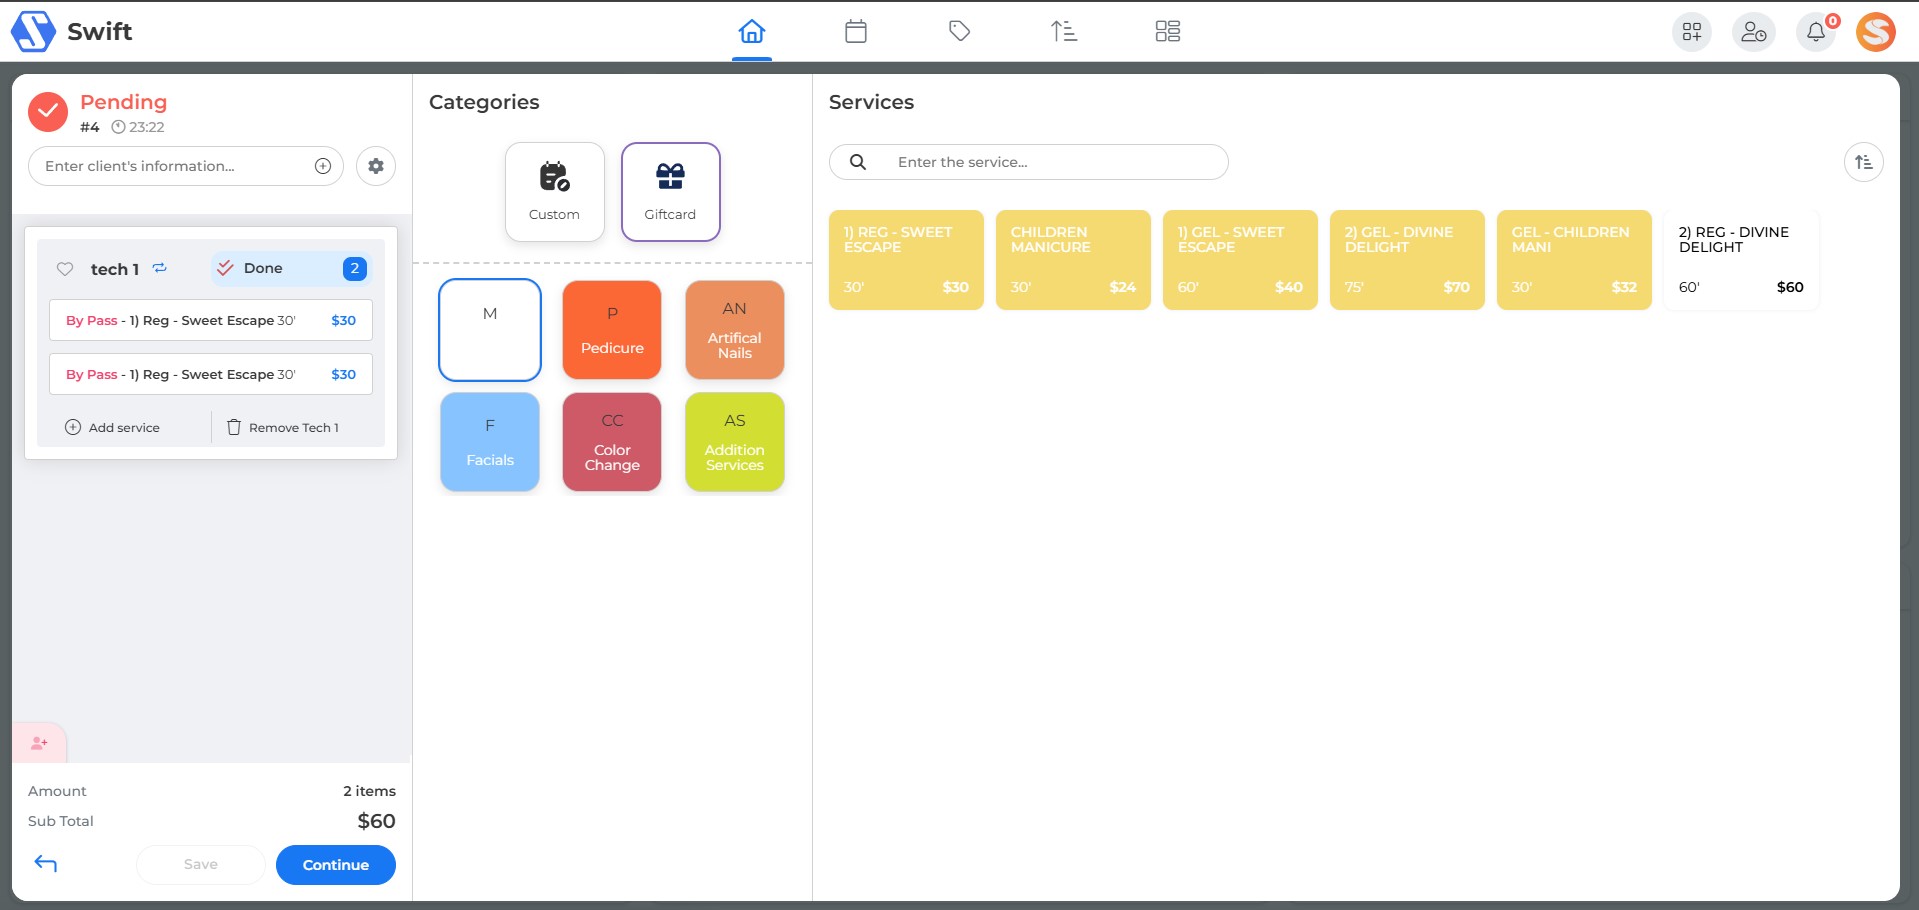 Swift
0
Pending
#4 23:22
Enter client's information...
tech 1
Done 2
By Pass - 1) Reg - Sweet Escape 30' $30
By Pass - 1) Reg - Sweet Escape 30' $30
Add service
Remove Tech 1
Amount 2 items
Sub Total $60
Save
Continue
Categories
Custom
Giftcard
M
P
Pedicure
AN
Artifical
Nails
F
Facials
CC
Color
Change
AS
Addition
Services
Services
Enter the service...
1) REG - SWEET
ESCAPE
30' $30
CHILDREN
MANICURE
30' $24
1) GEL - SWEET
ESCAPE
60' $40
2) GEL - DIVINE
DELIGHT
75' $70
GEL - CHILDREN
MANI
30' $32
2) REG - DIVINE
DELIGHT
60' $60